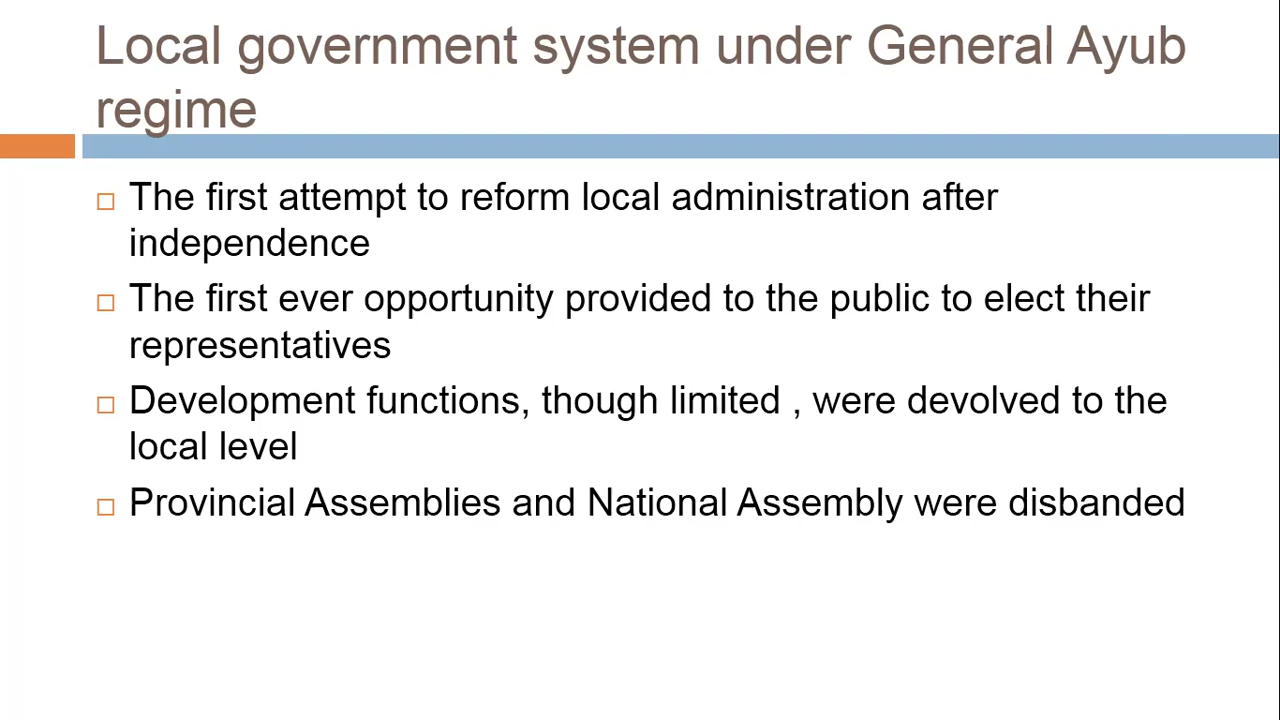 Local government system under General Ayub
regime
The first attempt to reform local administration after
independence
The first ever opportunity provided to the public to elect their
representatives
Development functions, though limited , were devolved to the
local level
Provincial Assemblies and National Assembly were disbanded